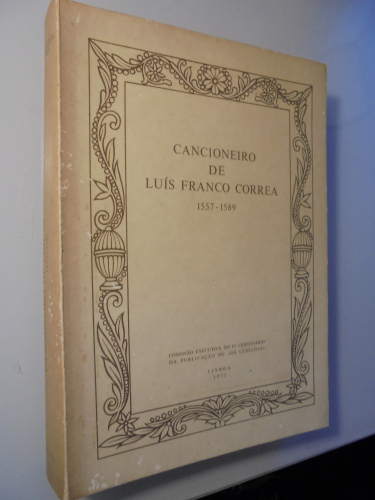 CANCIONEIRO
DE
LUÍS FRANCO CORREA
1557-1589
COMISSÃO EXECUTIVA DO IV CENTENÁRIO
DA PUBLICAÇÃO DE «OS LUSÍADAS»
LISBOA
1972